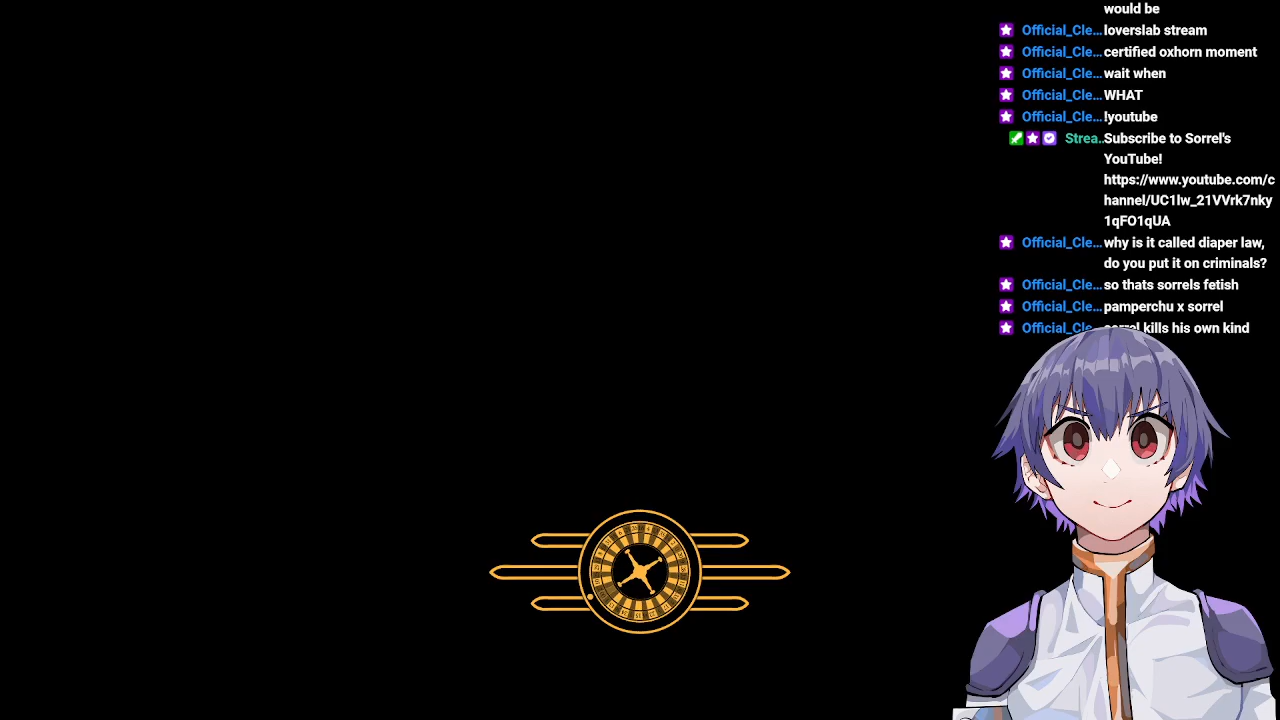 would be
Official_Cle... loverslab stream
Official_Cle... certified oxhorn moment
Official_Cle... wait when
Official_Cle... WHAT
Official_Cle... !youtube
Strea.. Subscribe to Sorrel's
YouTube!
https://www.youtube.com/c
hannel/UC1lw_21VVrk7nky
1qFO1qUA
Official_Cle... why is it called diaper law,
do you put it on criminals?
Official_Cle... so thats sorrels fetish
Official_Cle... pamperchu x sorrel
Official_Cle... sorrel kills his own kind